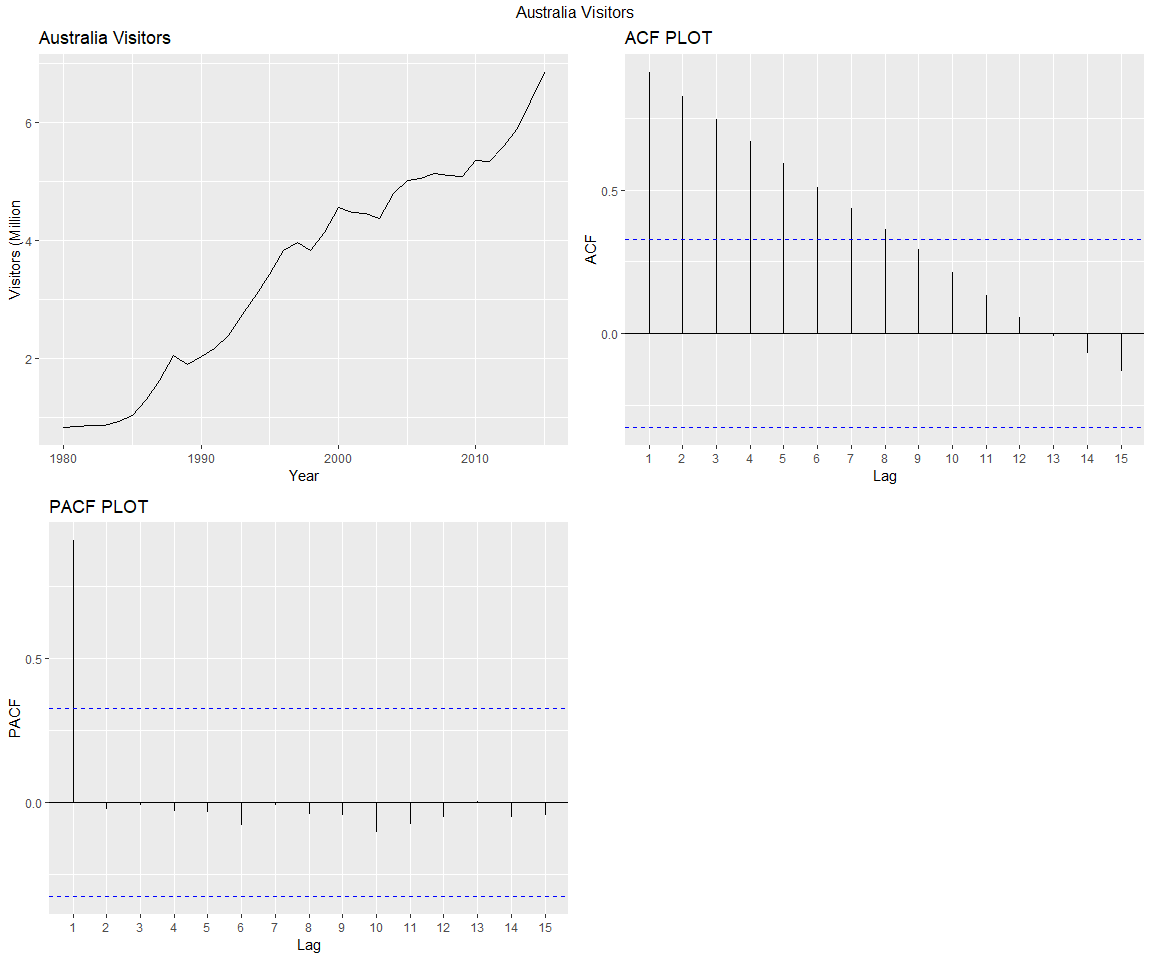 Australia Visitors
Australia Visitors
Visitors (Million
6
4
2
1980 1990 2000 2010
Year
ACF PLOT
ACF
0.5
0.0
1 2 3 4 5 6 7 8 9 10 11 12 13 14 15
Lag
PACF PLOT
PACF
0.5
0.0
1 2 3 4 5 6 7 8 9 10 11 12 13 14 15
Lag